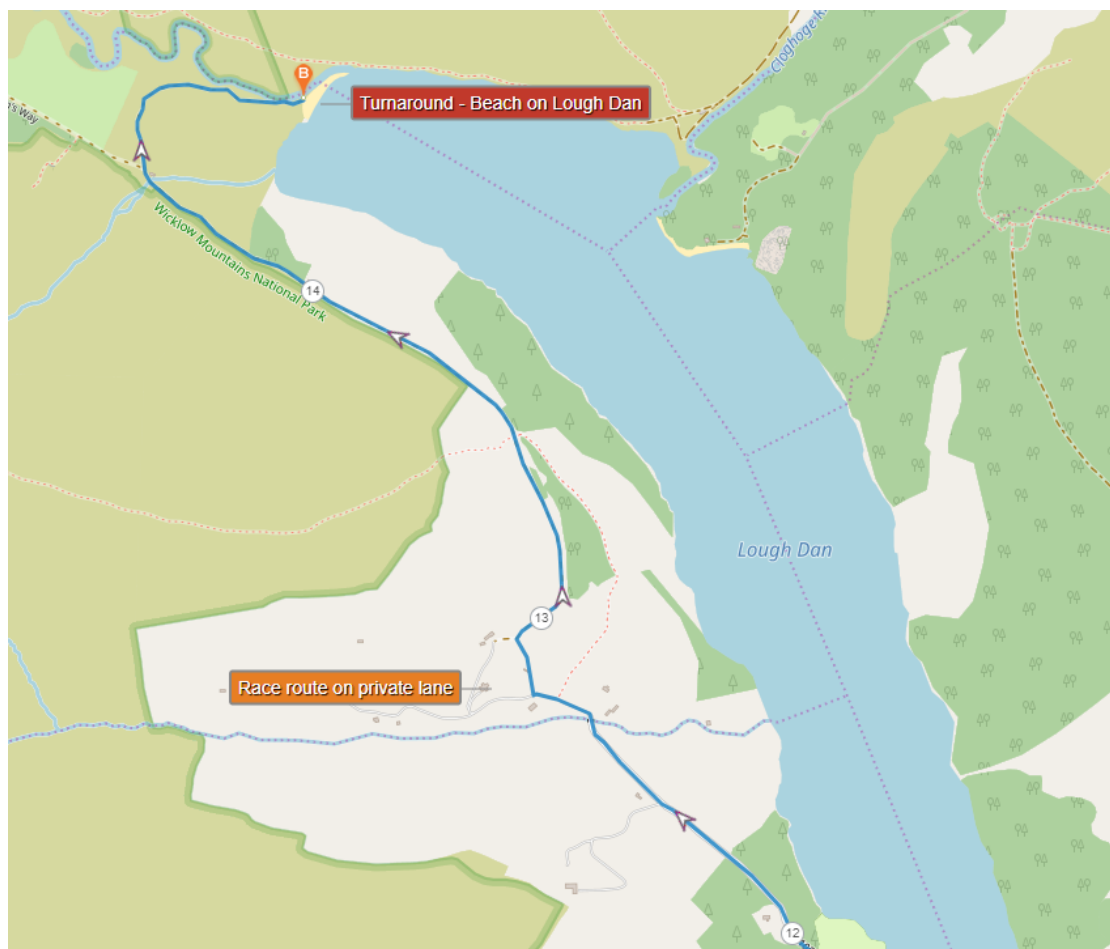 B
Turnaround - Beach on Lough Dan
's Way
Wicklow Mountains National Park
14
Lough Dan
13
Race route on private lane
12